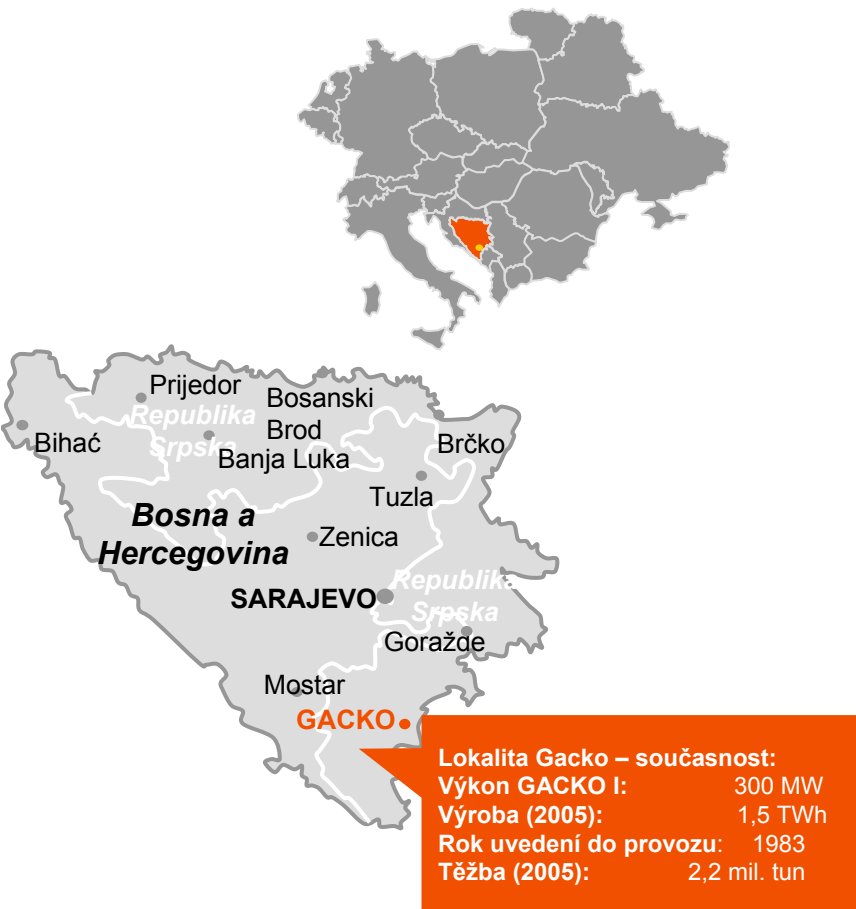 Prijedor
Bosanski
Brod
Republika
Srpska
Bihać
Banja Luka
Brčko
Tuzla
Bosna a
Hercegovina
Zenica
Republika
Srpska
SARAJEVO
Goražde
Mostar
GACKO
Lokalita Gacko – současnost:
Výkon GACKO I: 300 MW
Výroba (2005): 1,5 TWh
Rok uvedení do provozu: 1983
Těžba (2005): 2,2 mil. tun